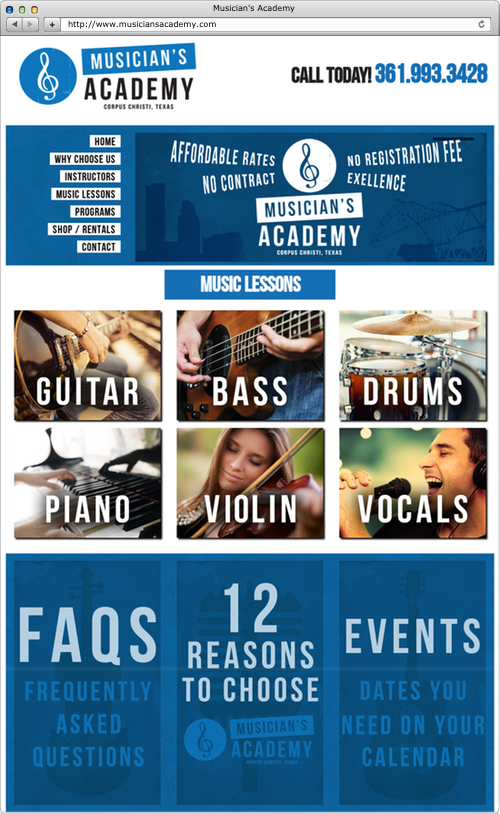 Musician's Academy
http://www.musiciansacademy.com
MUSICIAN'S
ACADEMY
CORPUS CHRISTI, TEXAS
CALL TODAY! 361.993.3428
HOME
WHY CHOOSE US
INSTRUCTORS
MUSIC LESSONS
PROGRAMS
SHOP / RENTALS
CONTACT
AFFORDABLE RATES
NO CONTRACT
NO REGISTRATION FEE
EXELLENCE
MUSICIAN'S
ACADEMY
CORPUS CHRISTI, TEXAS
MUSIC LESSONS
GUITAR
BASS
DRUMS
PIANO
VIOLIN
VOCALS
FAQS
FREQUENTLY
ASKED
QUESTIONS
12
REASONS
TO CHOOSE
MUSICIAN'S
ACADEMY
CORPUS CHRISTI, TEXAS
EVENTS
DATES YOU
NEED ON YOUR
CALENDAR